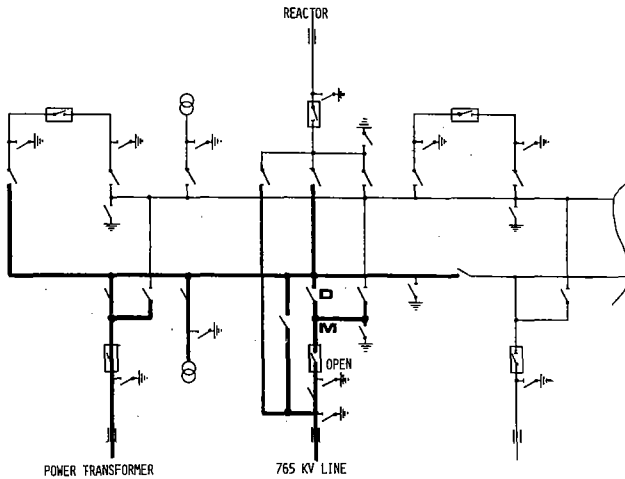 REACTOR
D
M
OPEN
POWER TRANSFORMER
765 KV LINE